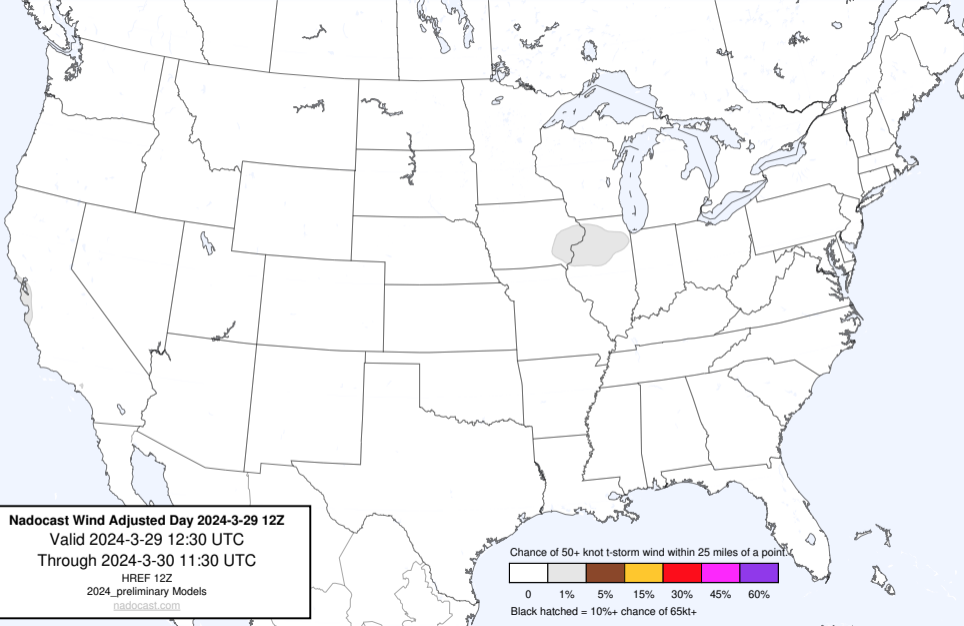 Nadocast Wind Adjusted Day 2024-3-29 12Z
Valid 2024-3-29 12:30 UTC
Through 2024-3-30 11:30 UTC
HREF 12Z
2024_preliminary Models
nadocast.com
Chance of 50+ knot t-storm wind within 25 miles of a point.
0 1% 5% 15% 30% 45% 60%
Black hatched = 10%+ chance of 65kt+